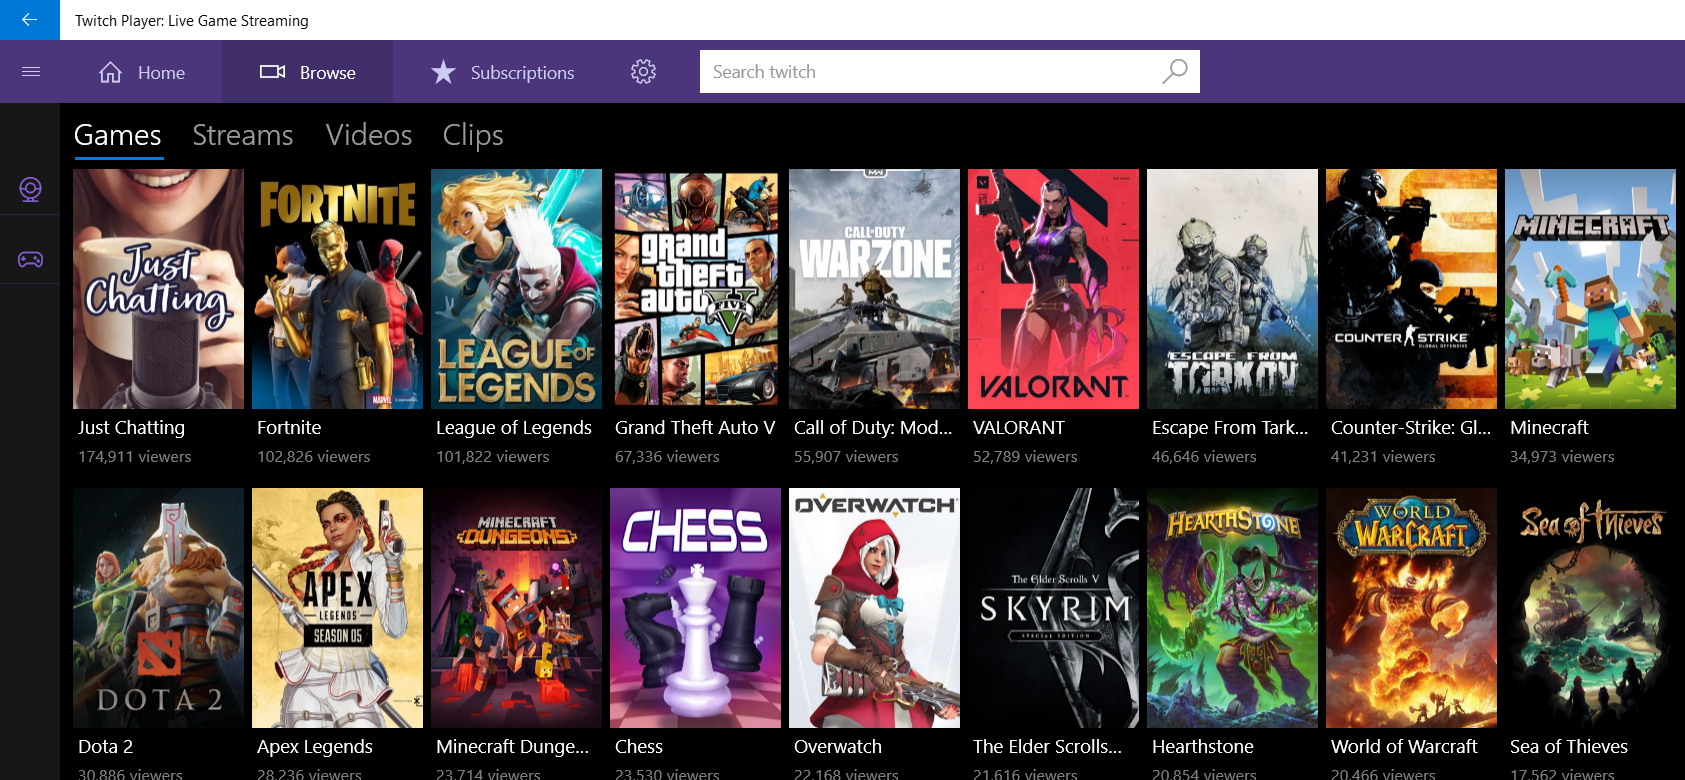 Twitch Player: Live Game Streaming
Home Browse Subscriptions Search twitch
Games Streams Videos Clips
Just Chatting
FORTNITE
MARVEL
LEAGUE OF LEGENDS
grand theft auto V
MW
CALL OF DUTY
WARZONE
VALORANT
ESCAPE FROM TARKOV
COUNTER STRIKE
GLOBAL OFFENSIVE
MINECRAFT
Just Chatting Fortnite League of Legends Grand Theft Auto V Call of Duty: Mod... VALORANT Escape From Tark... Counter-Strike: Gl... Minecraft
174,911 viewers 102,826 viewers 101,822 viewers 67,336 viewers 55,907 viewers 52,789 viewers 46,646 viewers 41,231 viewers 34,973 viewers
DOTA 2
APEX
LEGENDS
SEASON 05
MINECRAFT
DUNGEONS
CHESS
OVERWATCH
The Elder Scrolls V
SKYRIM
SPECIAL EDITION
HEARTHSTONE
WORLD OF WARCRAFT
Sea of Thieves
Dota 2 Apex Legends Minecraft Dunge... Chess Overwatch The Elder Scrolls... Hearthstone World of Warcraft Sea of Thieves
30,886 viewers 28,236 viewers 23,714 viewers 23,530 viewers 22,168 viewers 21,616 viewers 20,854 viewers 20,466 viewers 17,562 viewers